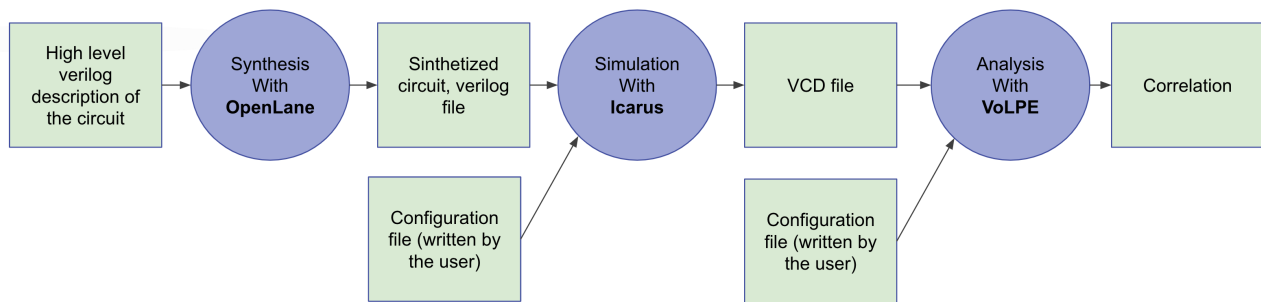 High level
verilog
description of
the circuit
Synthesis
With
OpenLane
Sinthetized
circuit, verilog
file
Simulation
With
Icarus
VCD file
Analysis
With
VoLPE
Correlation
Configuration
file (written by
the user)
Configuration
file (written by
the user)